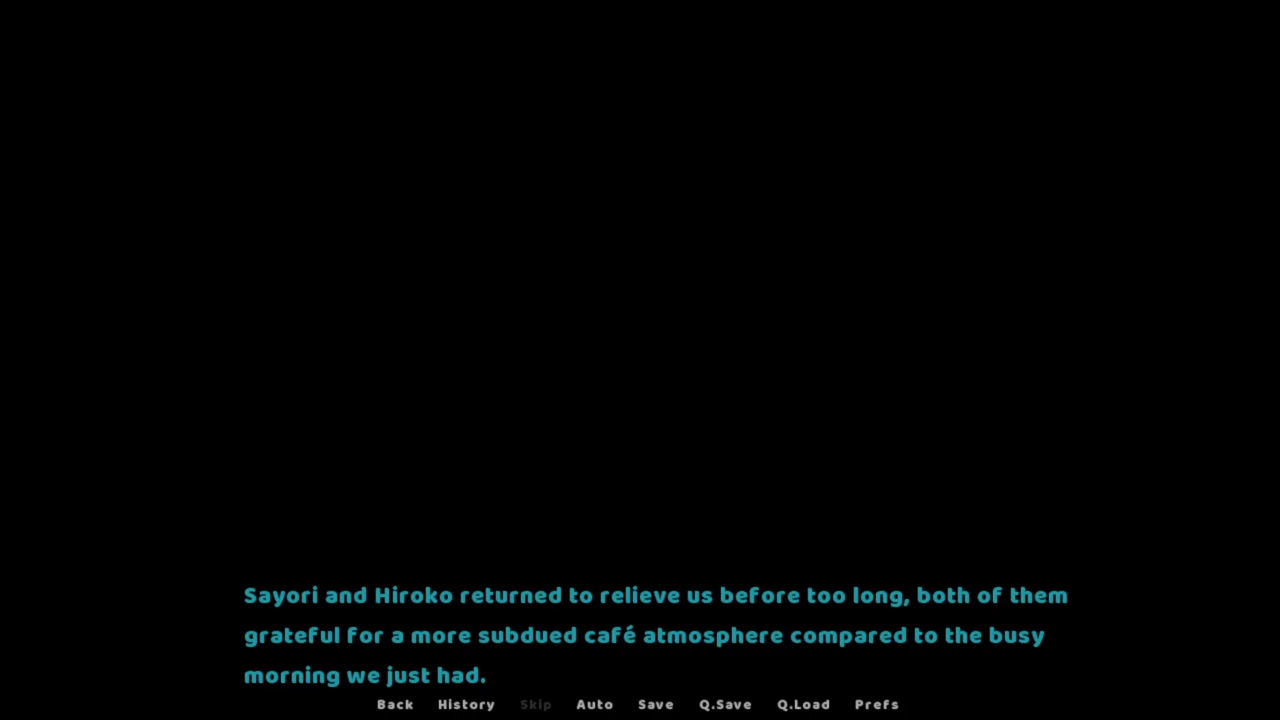 Sayori and Hiroko returned to relieve us before too long, both of them
grateful for a more subdued café atmosphere compared to the busy
morning we just had.
Back History Skip Auto Save Q.Save Q.Load Prefs